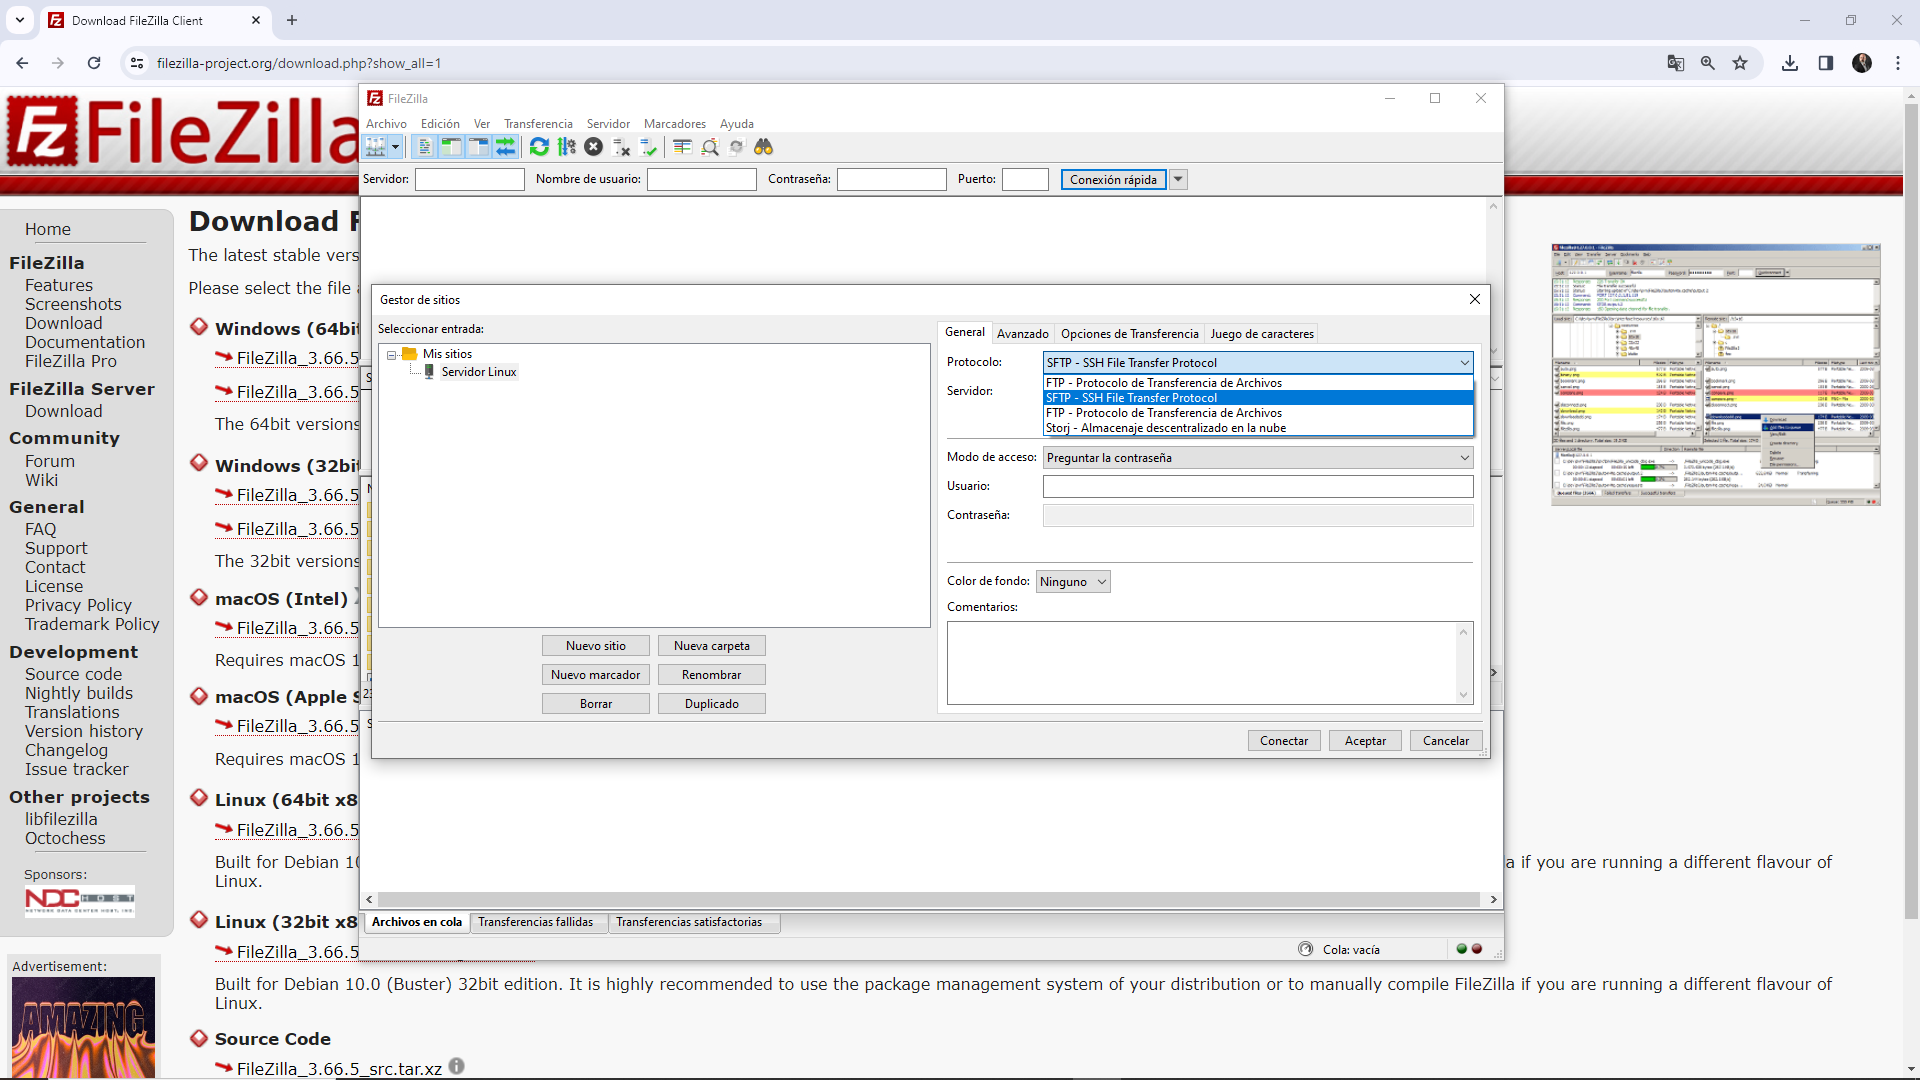 Download FileZilla Client
filezilla-project.org/download.php?show_all=1
FileZilla
Home
FileZilla
Features
Screenshots
Download
Documentation
FileZilla Pro
FileZilla Server
Download
Community
Forum
Wiki
General
FAQ
Support
Contact
License
Privacy Policy
Trademark Policy
Development
Source code
Nightly builds
Translations
Version history
Changelog
Issue tracker
Other projects
libfilezilla
Octochess
Sponsors:
NDC HOST
Advertisement:
AMAZING
Download F
The latest stable vers
Please select the file
Windows (64bit
FileZilla_3.66.5
FileZilla_3.66.5
The 64bit versions
Windows (32bit
FileZilla_3.66.5
FileZilla_3.66.5
The 32bit versions
macOS (Intel)
FileZilla_3.66.5
Requires macOS 1
macOS (Apple S
FileZilla_3.66.5
Requires macOS 1
Linux (64bit x8
FileZilla_3.66.5
Built for Debian 10
a if you are running a different flavour of
Linux.
Linux (32bit x8
FileZilla_3.66.5
Built for Debian 10.0 (Buster) 32bit edition. It is highly recommended to use the package management system of your distribution or to manually compile FileZilla if you are running a different flavour of
Linux.
Source Code
FileZilla_3.66.5_src.tar.xz
FileZilla
Archivo Edición Ver Transferencia Servidor Marcadores Ayuda
Servidor: Nombre de usuario: Contraseña: Puerto: Conexión rápida
Gestor de sitios
Seleccionar entrada:
Mis sitios
Servidor Linux
Nuevo sitio Nueva carpeta
Nuevo marcador Renombrar
Borrar Duplicado
General Avanzado Opciones de Transferencia Juego de caracteres
Protocolo: SFTP - SSH File Transfer Protocol
FTP - Protocolo de Transferencia de Archivos
Servidor:
SFTP - SSH File Transfer Protocol
FTP - Protocolo de Transferencia de Archivos
Storj - Almacenaje descentralizado en la nube
Modo de acceso: Preguntar la contraseña
Usuario:
Contraseña:
Color de fondo: Ninguno
Comentarios:
Conectar Aceptar Cancelar
Archivos en cola Transferencias fallidas Transferencias satisfactorias
Cola: vacía